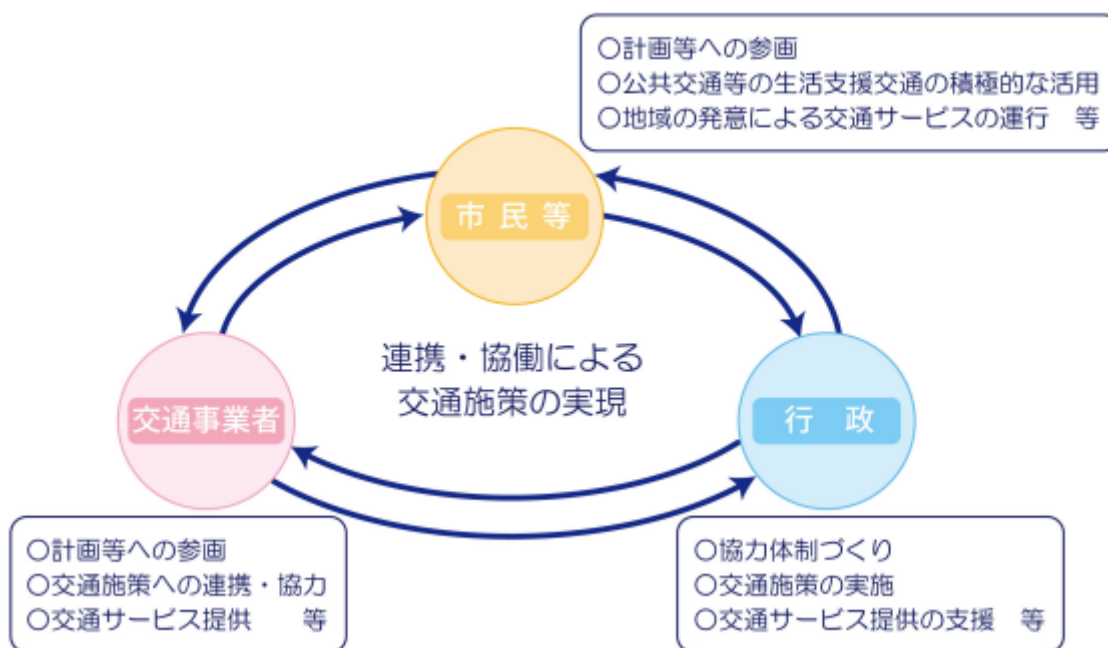 ○計画等への参画
○公共交通等の生活支援交通の積極的な活用
○地域の発意による交通サービスの運行　等
市民等
連携・協働による
交通施策の実現
交通事業者
行　政
○計画等への参画
○交通施策への連携・協力
○交通サービス提供　　等
○協力体制づくり
○交通施策の実施
○交通サービス提供の支援　等